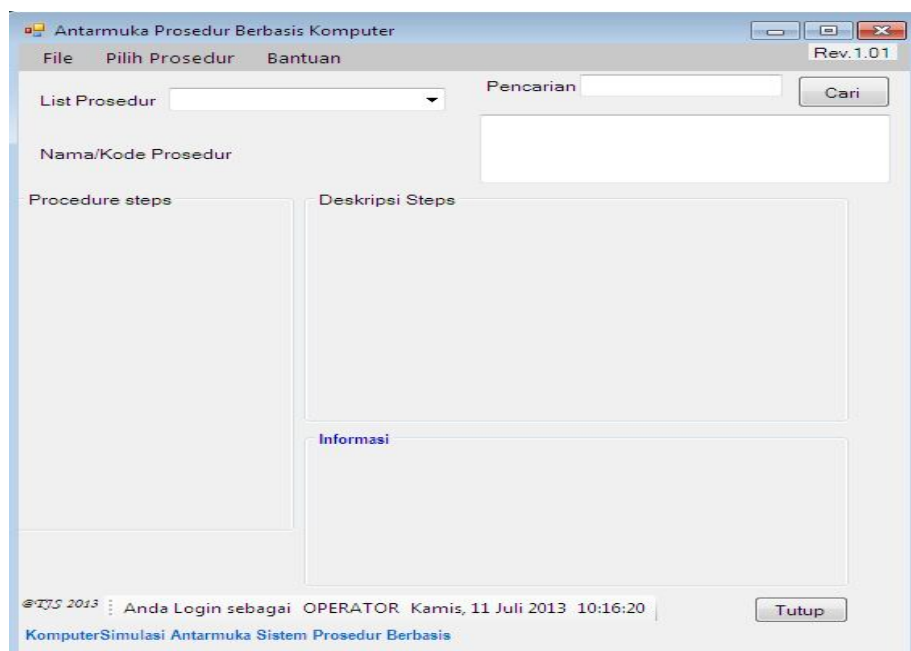 Antarmuka Prosedur Berbasis Komputer
File Pilih Prosedur Bantuan Rev.1.01
List Prosedur Pencarian Cari
Nama/Kode Prosedur
Procedure steps Deskripsi Steps
Informasi
@TJS 2013 Anda Login sebagai OPERATOR Kamis, 11 Juli 2013 10:16:20 Tutup
KomputerSimulasi Antarmuka Sistem Prosedur Berbasis